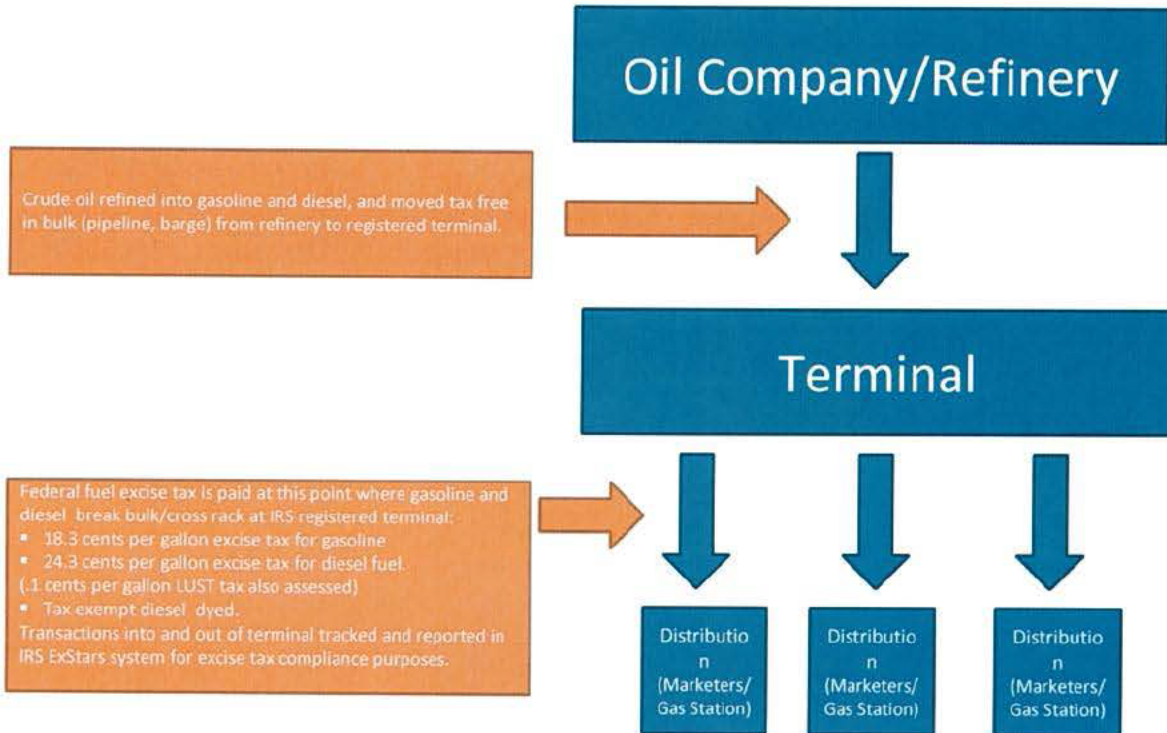 Oil Company/Refinery
Crude oil refined into gasoline and diesel, and moved tax free
in bulk (pipeline, barge) from refinery to registered terminal.
Terminal
Federal fuel excise tax is paid at this point where gasoline and
diesel break bulk/cross rack at IRS registered terminal:
▪ 18.3 cents per gallon excise tax for gasoline
▪ 24.3 cents per gallon excise tax for diesel fuel.
(.1 cents per gallon LUST tax also assessed)
▪ Tax exempt diesel dyed.
Transactions into and out of terminal tracked and reported in
IRS ExStars system for excise tax compliance purposes.
Distributio
n
(Marketers/
Gas Station)
Distributio
n
(Marketers/
Gas Station)
Distributio
n
(Marketers/
Gas Station)